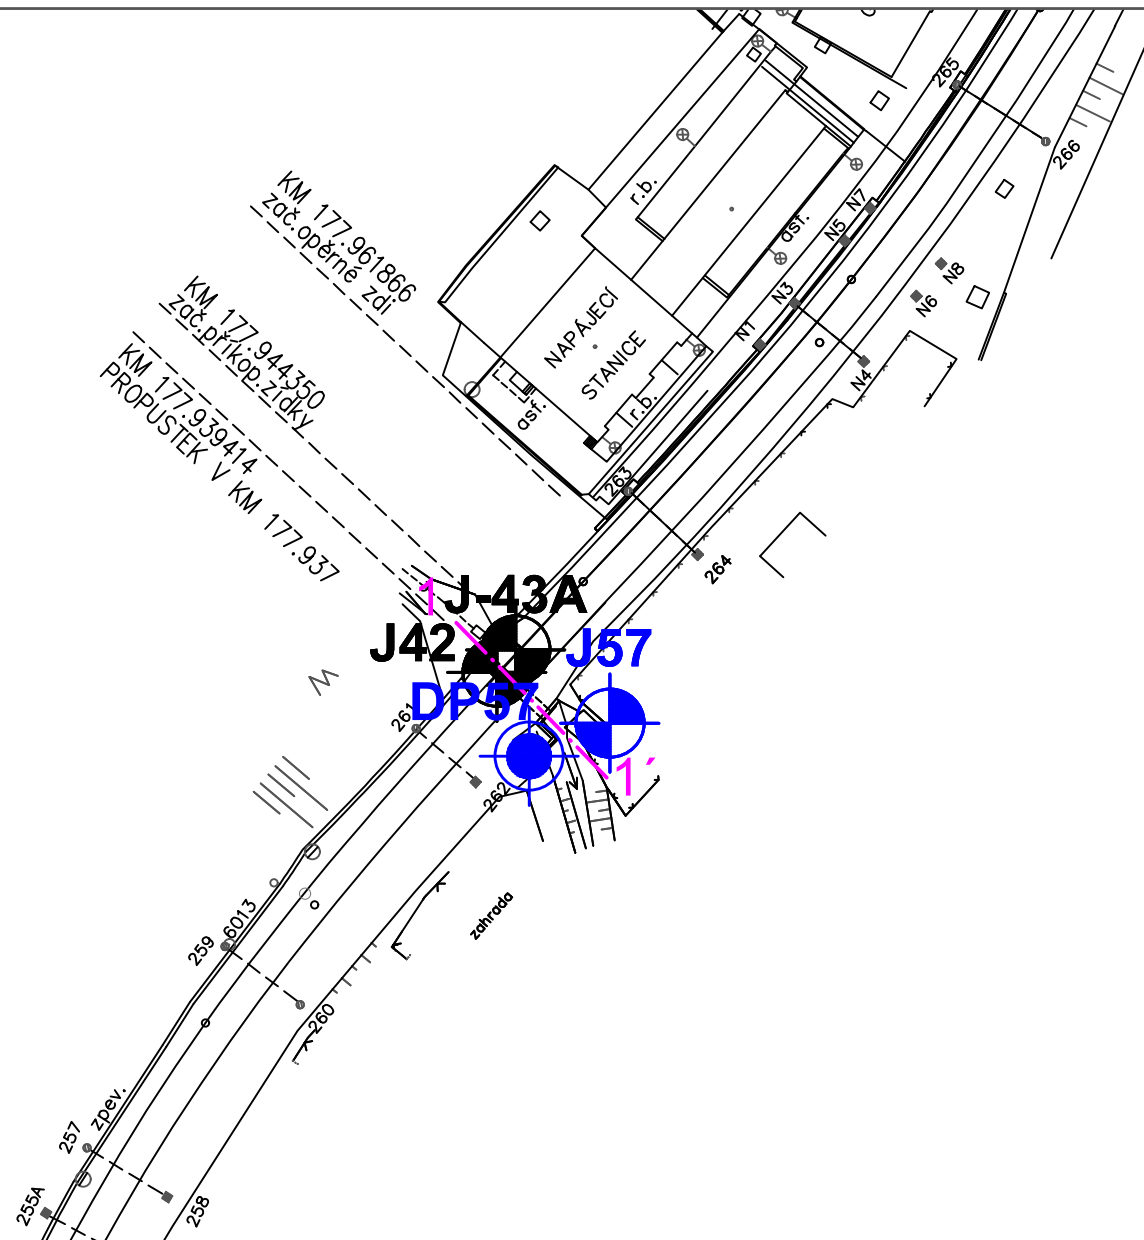 265
266
KM 177.961866
zač.opěrné zdi
r.b.
asf.
N7
N5
N8
N6
N3
N1
N4
KM 177.944350
zač.příkop.zídky
NAPÁJECÍ
STANICE
r.b.
asf.
KM 177.939414
PROPUSTEK V KM 177.937
263
264
1
J-43A
J42
J57
DP57
261
262
1´
zahrada
6013
259
260
zpev.
257
258
255A